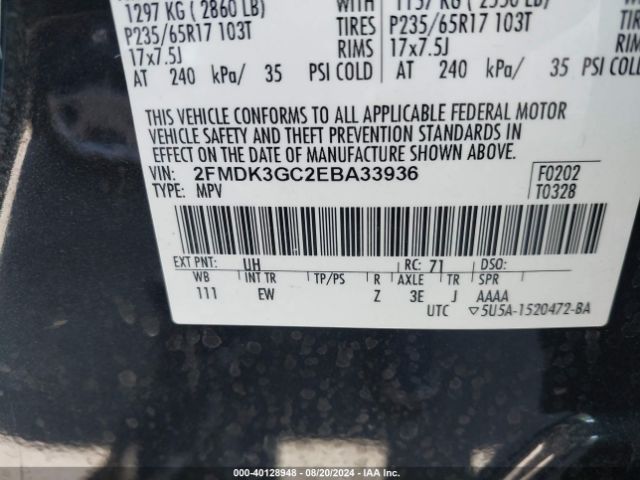 1297 KG ( 2860 LB) TIRES
P235/65R17 103T RIMS P235/65R17 103T
17x7.5J 17x7.5J
AT 240 kPa/ 35 PSI COLD AT 240 kPa/ 35 PSI COLD
THIS VEHICLE CONFORMS TO ALL APPLICABLE FEDERAL MOTOR
VEHICLE SAFETY AND THEFT PREVENTION STANDARDS IN
EFFECT ON THE DATE OF MANUFACTURE SHOWN ABOVE.
VIN: 2FMDK3GC2EBA33936 F0202
TYPE: MPV T0328
EXT PNT: UH RC: 71 DSO:
WB INT TR TP/PS R AXLE TR SPR
111 EW Z 3E J AAAA
UTC ▽5U5A-1520472-BA
000-40128948 - 08/20/2024 - IAA Inc.